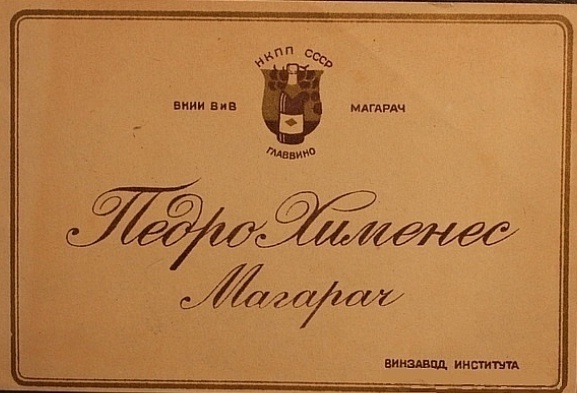 НКПП СССР
ВНИИ ВиВ МАГАРАЧ
ГЛАВВИНО
Педро Хименес
Магарач
ВИНЗАВОД ИНСТИТУТА